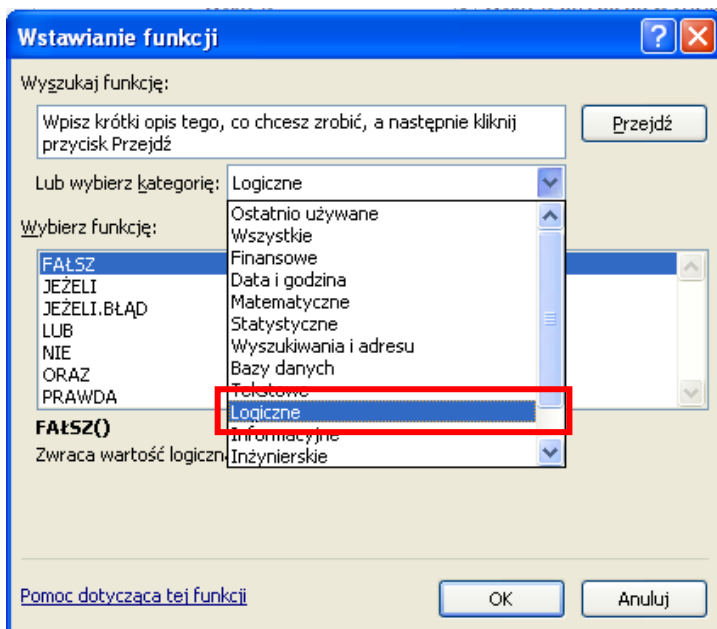 Wstawianie funkcji
Wyszukaj funkcję:
Wpisz krótki opis tego, co chcesz zrobić, a następnie kliknij
przycisk Przejdź
Przejdź
Lub wybierz kategorię: Logiczne
Ostatnio używane
Wszystkie
Finansowe
Data i godzina
Matematyczne
Statystyczne
Wyszukiwania i adresu
Bazy danych
Tekstowe
Logiczne
Informacyjne
Inżynierskie
Wybierz funkcję:
FAŁSZ
JEŻELI
JEŻELI.BŁĄD
LUB
NIE
ORAZ
PRAWDA
FAŁSZ()
Zwraca wartość logiczn
Pomoc dotycząca tej funkcji
OK
Anuluj